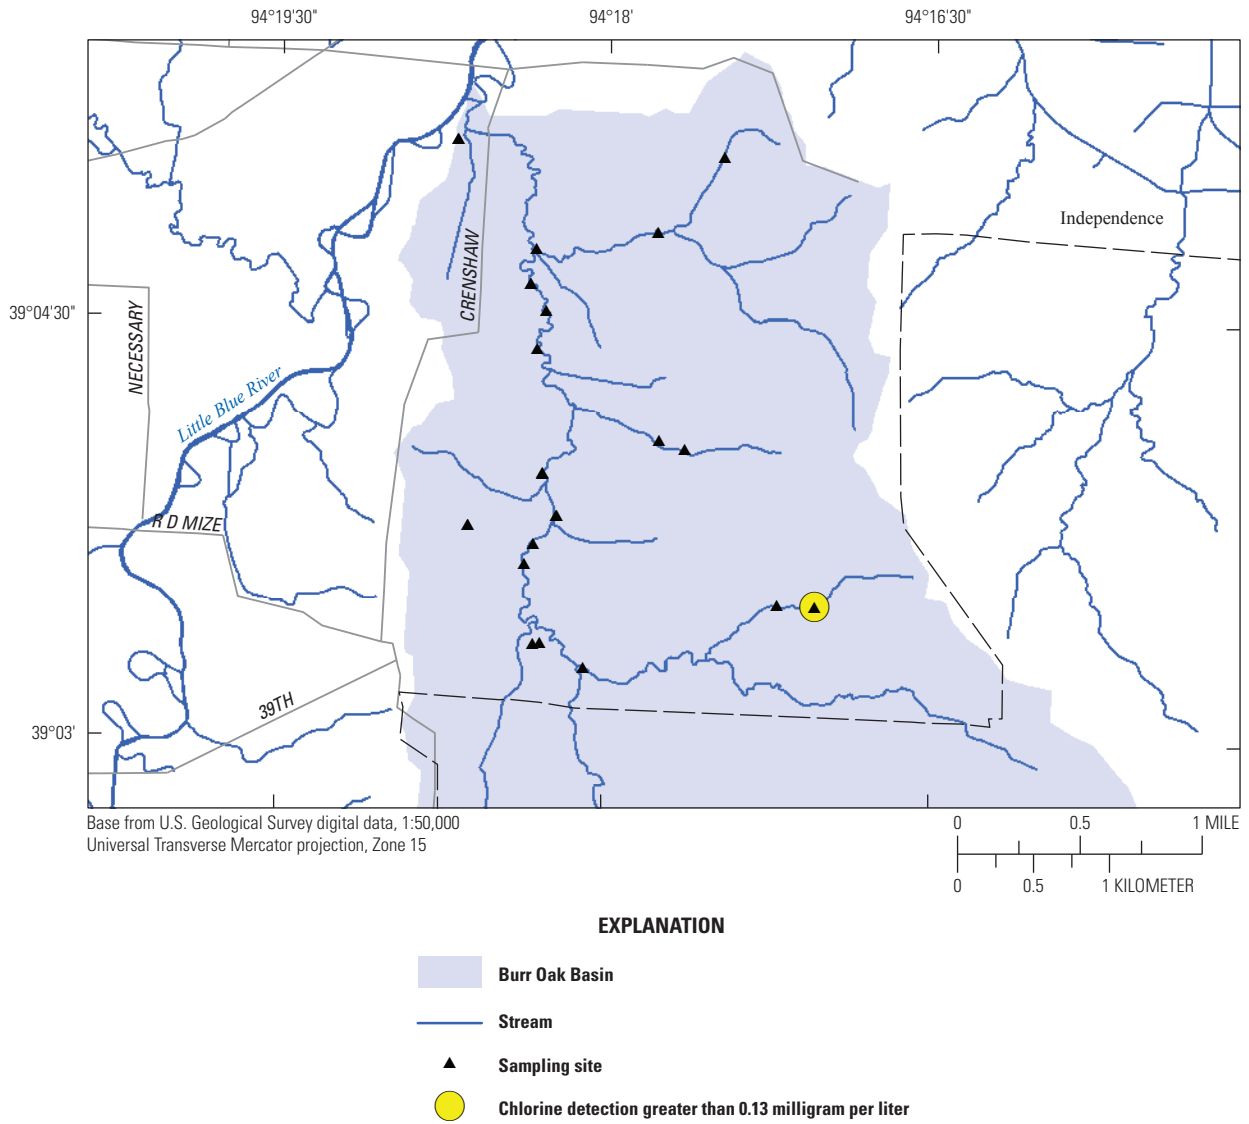 94°19'30"
94°18'
94°16'30"
Independence
CRENSHAW
39°04'30"
NECESSARY
Little Blue River
R D MIZE
39TH
39°03'
Base from U.S. Geological Survey digital data, 1:50,000
Universal Transverse Mercator projection, Zone 15
0 0.5 1 MILE
0 0.5 1 KILOMETER
EXPLANATION
Burr Oak Basin
Stream
Sampling site
Chlorine detection greater than 0.13 milligram per liter